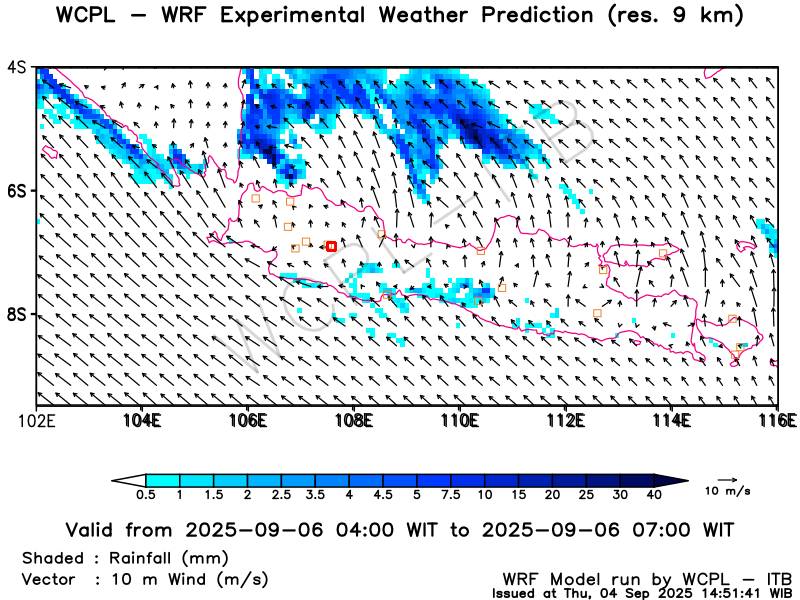 WCPL − WRF Experimental Weather Prediction (res. 9 km)
4S
6S
8S
WCPL−ITB
102E 104E 106E 108E 110E 112E 114E 116E
0.5 1 1.5 2 2.5 3.5 4.5 5 7.5 10 15 20 25 30 40
10 m/s
Valid from 2025−09−06 04:00 WIT to 2025−09−06 07:00 WIT
Shaded : Rainfall (mm)
Vector : 10 m Wind (m/s)
WRF Model run by WCPL − ITB
Issued at Thu, 04 Sep 2025 14:51:41 WIB